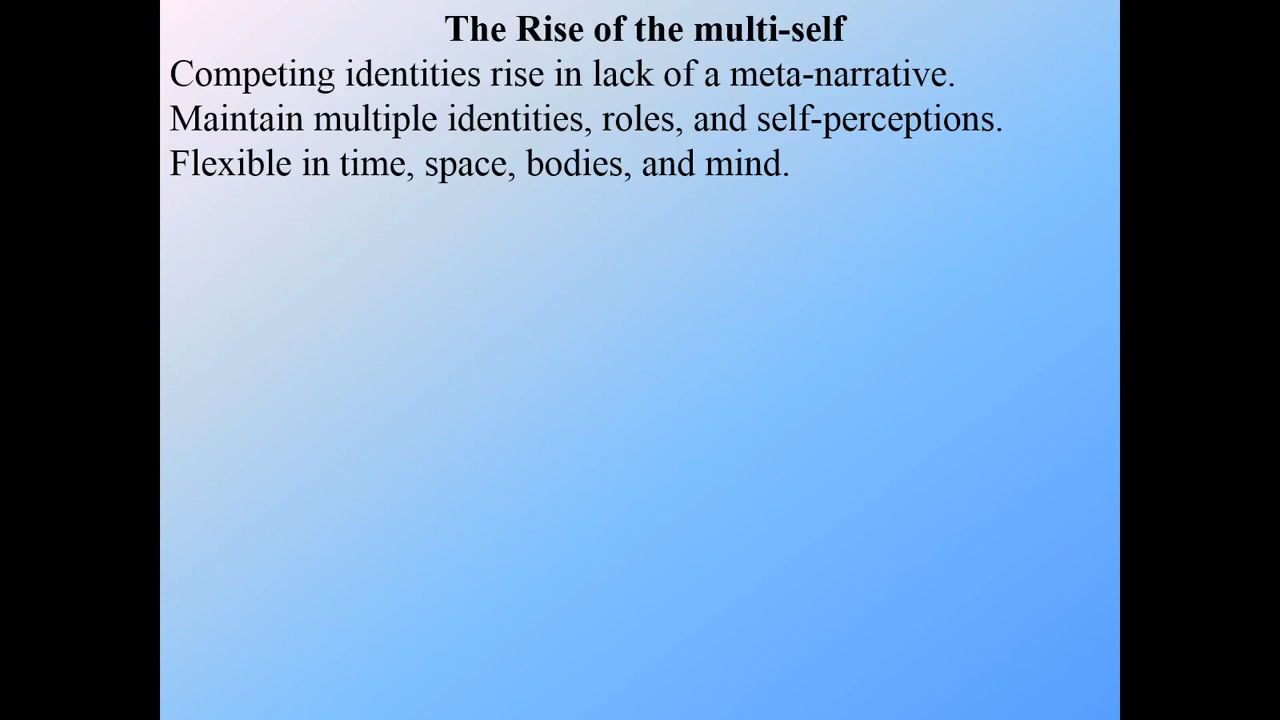 The Rise of the multi-self
Competing identities rise in lack of a meta-narrative.
Maintain multiple identities, roles, and self-perceptions.
Flexible in time, space, bodies, and mind.